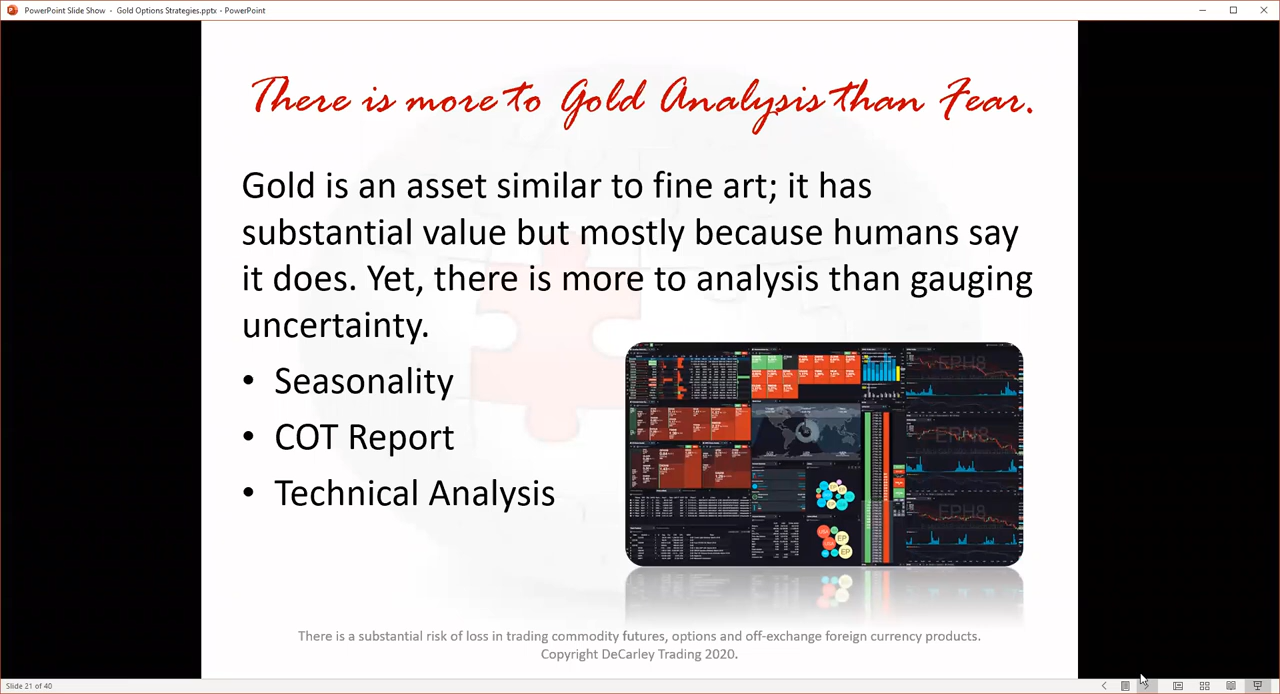 PowerPoint Slide Show - Gold Options Strategies.pptx - PowerPoint
There is more to Gold Analysis than Fear.
Gold is an asset similar to fine art; it has
substantial value but mostly because humans say
it does. Yet, there is more to analysis than gauging
uncertainty.
• Seasonality
• COT Report
• Technical Analysis
EPH8
EP
There is a substantial risk of loss in trading commodity futures, options and off-exchange foreign currency products.
Copyright DeCarley Trading 2020.
Slide 21 of 40